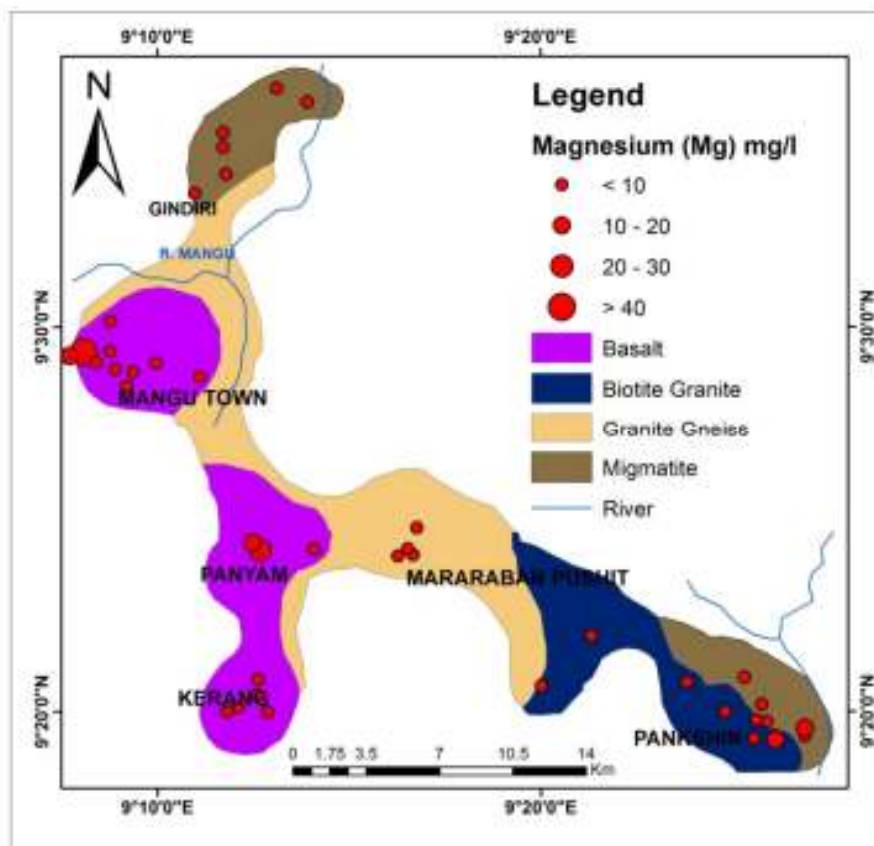 9°10'0"E 9°20'0"E
N
Legend
Magnesium (Mg) mg/l
< 10
10 - 20
20 - 30
> 40
Basalt
Biotite Granite
Granite Gneiss
Migmatite
River
GINDIRI
R. MANGU
9°30'0"N 9°30'0"N
MANGU TOWN
PANYAM
MARARABAN PUSHIT
KERANG
PANKSHIN
9°20'0"N 9°20'0"N
0 1.75 3.5 7 10.5 14
Km
9°10'0"E 9°20'0"E